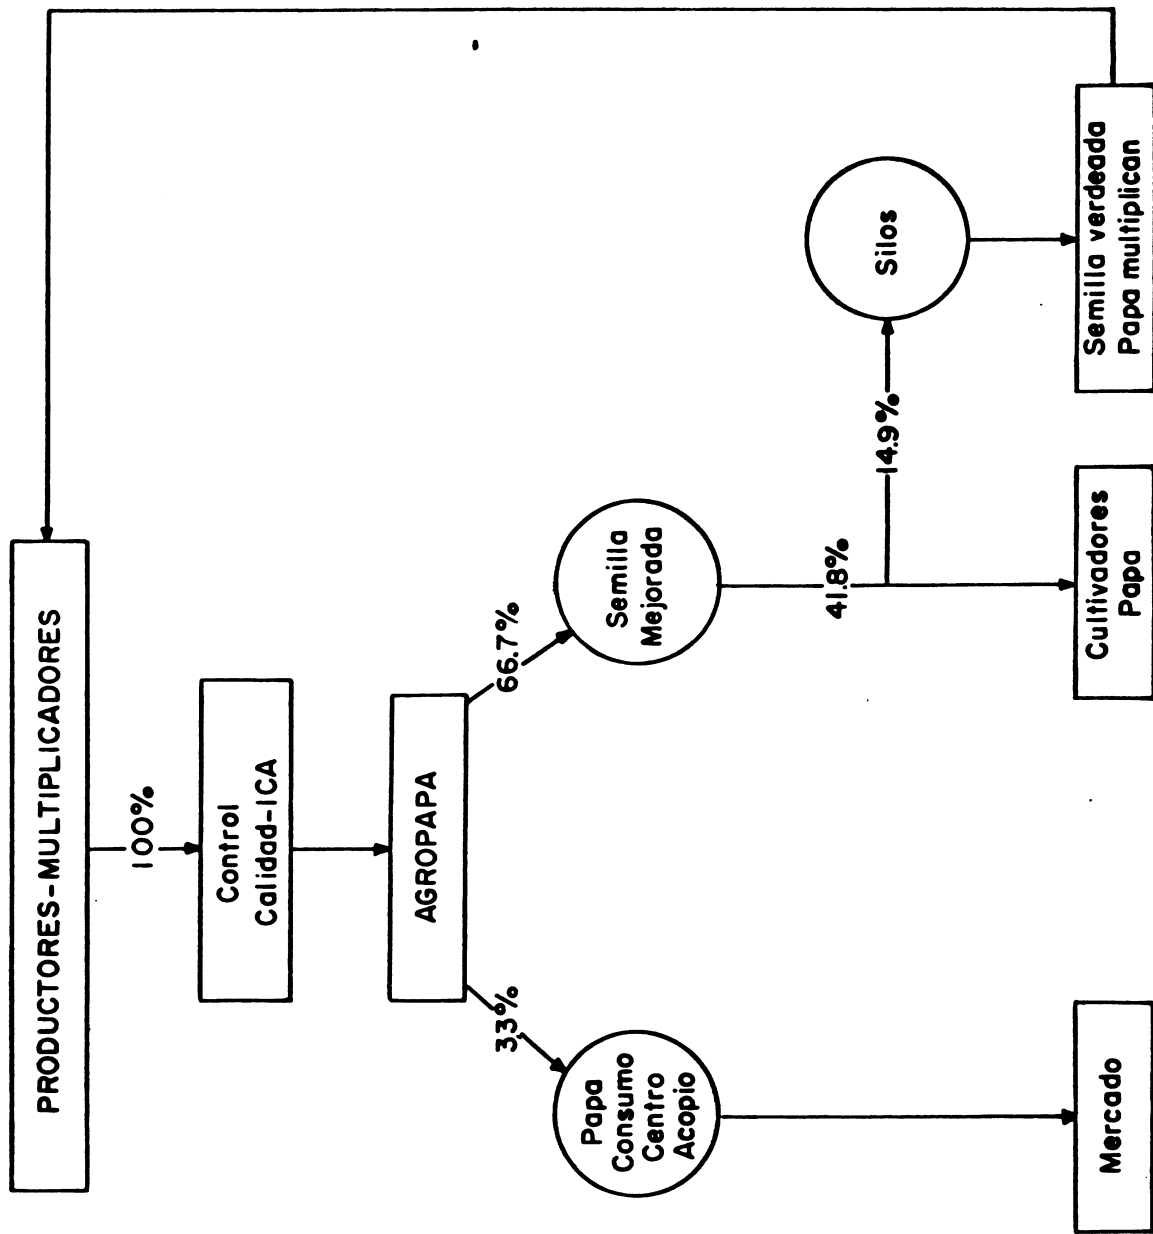 PRODUCTORES-MULTIPLICADORES
100%
Control
Calidad-ICA
AGROPAPA
33%
66.7%
Papa
Consumo
Centro
Acopio
Semilla
Mejorada
41.8%
14.9%
Silos
Mercado
Cultivadores
Papa
Semilla verdeada
Papa multiplican